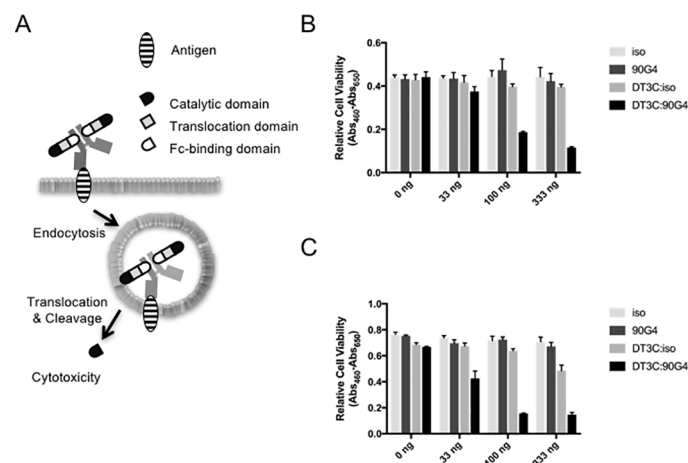 A
Antigen
Catalytic domain
Translocation domain
Fc-binding domain
Endocytosis
Translocation
& Cleavage
Cytotoxicity
B
Relative Cell Viability
(Abs460-Abs650)
0.6
0.4
0.2
0.0
0 ng
33 ng
100 ng
333 ng
iso
90G4
DT3C:iso
DT3C:90G4
C
Relative Cell Viability
(Abs460-Abs650)
1.0
0.8
0.6
0.4
0.2
0.0
0 ng
33 ng
100 ng
333 ng
iso
90G4
DT3C:iso
DT3C:90G4